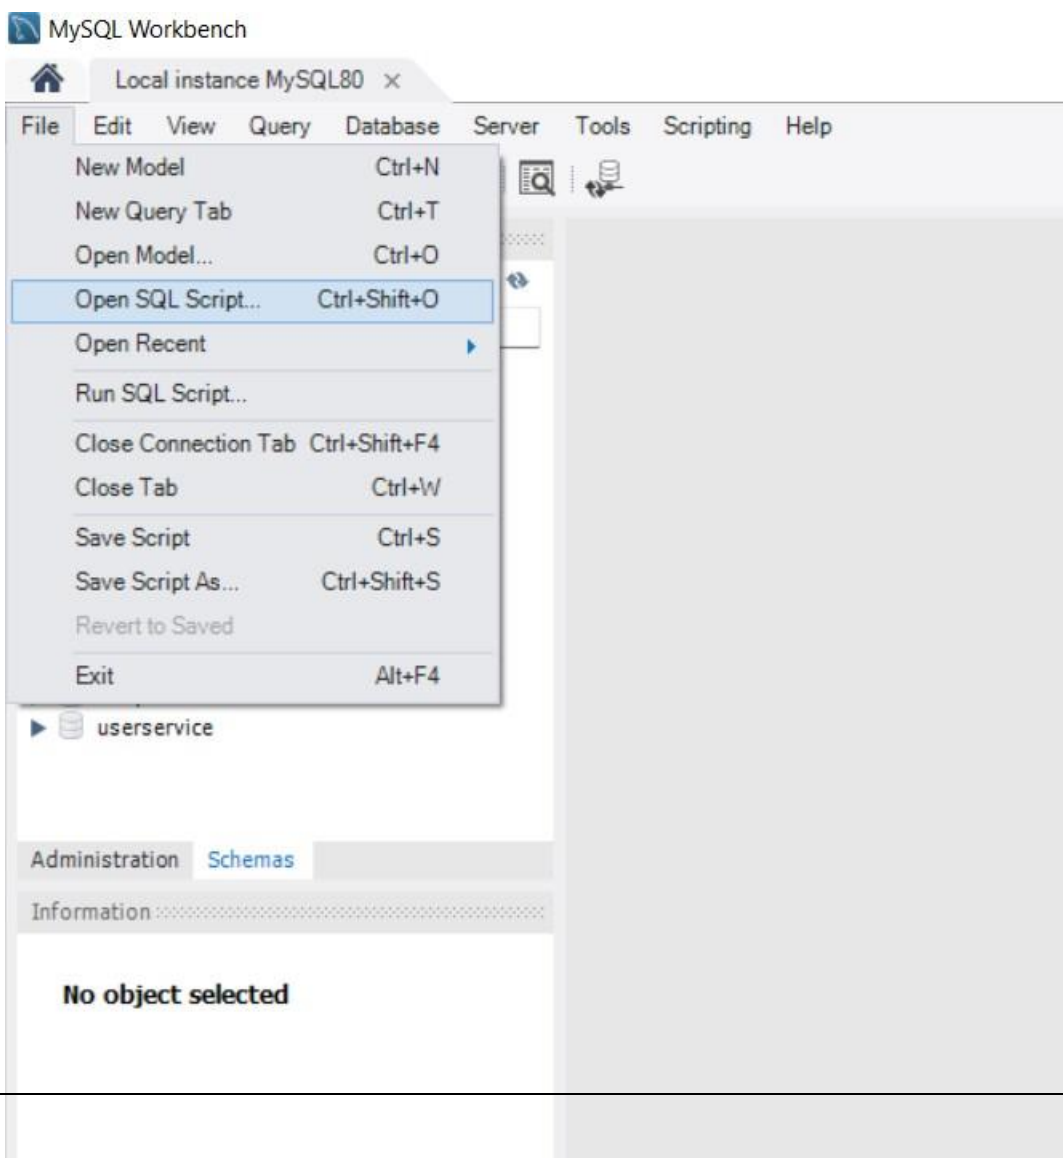 MySQL Workbench
Local instance MySQL80 ×
File Edit View Query Database Server Tools Scripting Help
New Model Ctrl+N
New Query Tab Ctrl+T
Open Model... Ctrl+O
Open SQL Script... Ctrl+Shift+O
Open Recent
Run SQL Script...
Close Connection Tab Ctrl+Shift+F4
Close Tab Ctrl+W
Save Script Ctrl+S
Save Script As... Ctrl+Shift+S
Revert to Saved
Exit Alt+F4
userservice
Administration Schemas
Information
No object selected